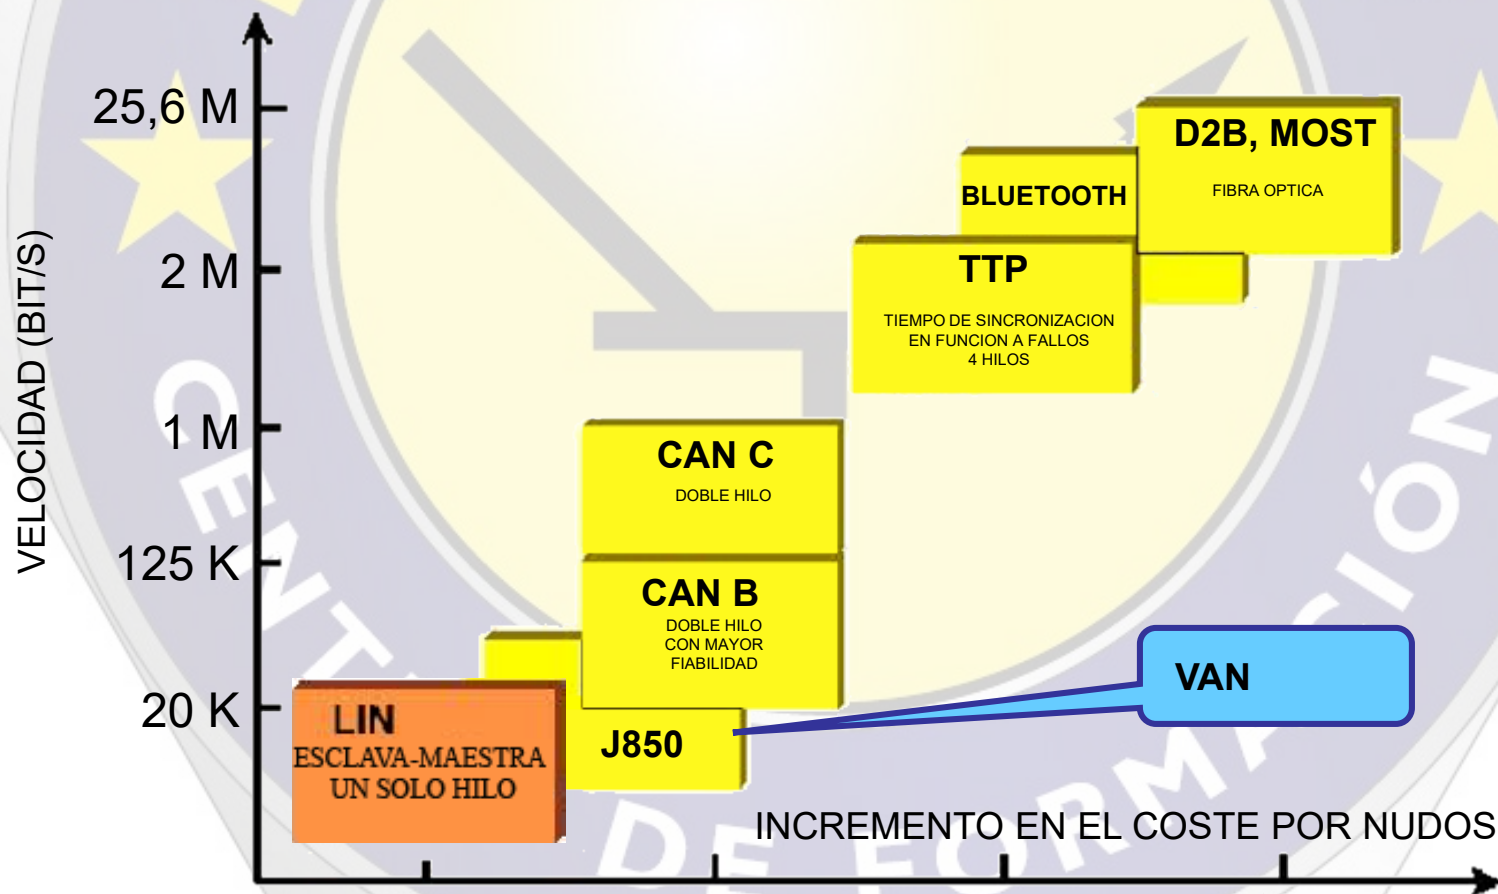 25,6 M
2 M
1 M
125 K
20 K
VELOCIDAD (BIT/S)
D2B, MOST
FIBRA OPTICA
BLUETOOTH
TTP
TIEMPO DE SINCRONIZACION
EN FUNCION A FALLOS
4 HILOS
CAN C
DOBLE HILO
CAN B
DOBLE HILO
CON MAYOR
FIABILIDAD
VAN
LIN
ESCLAVA-MAESTRA
UN SOLO HILO
J850
INCREMENTO EN EL COSTE POR NUDOS
DE FORMACIÓN